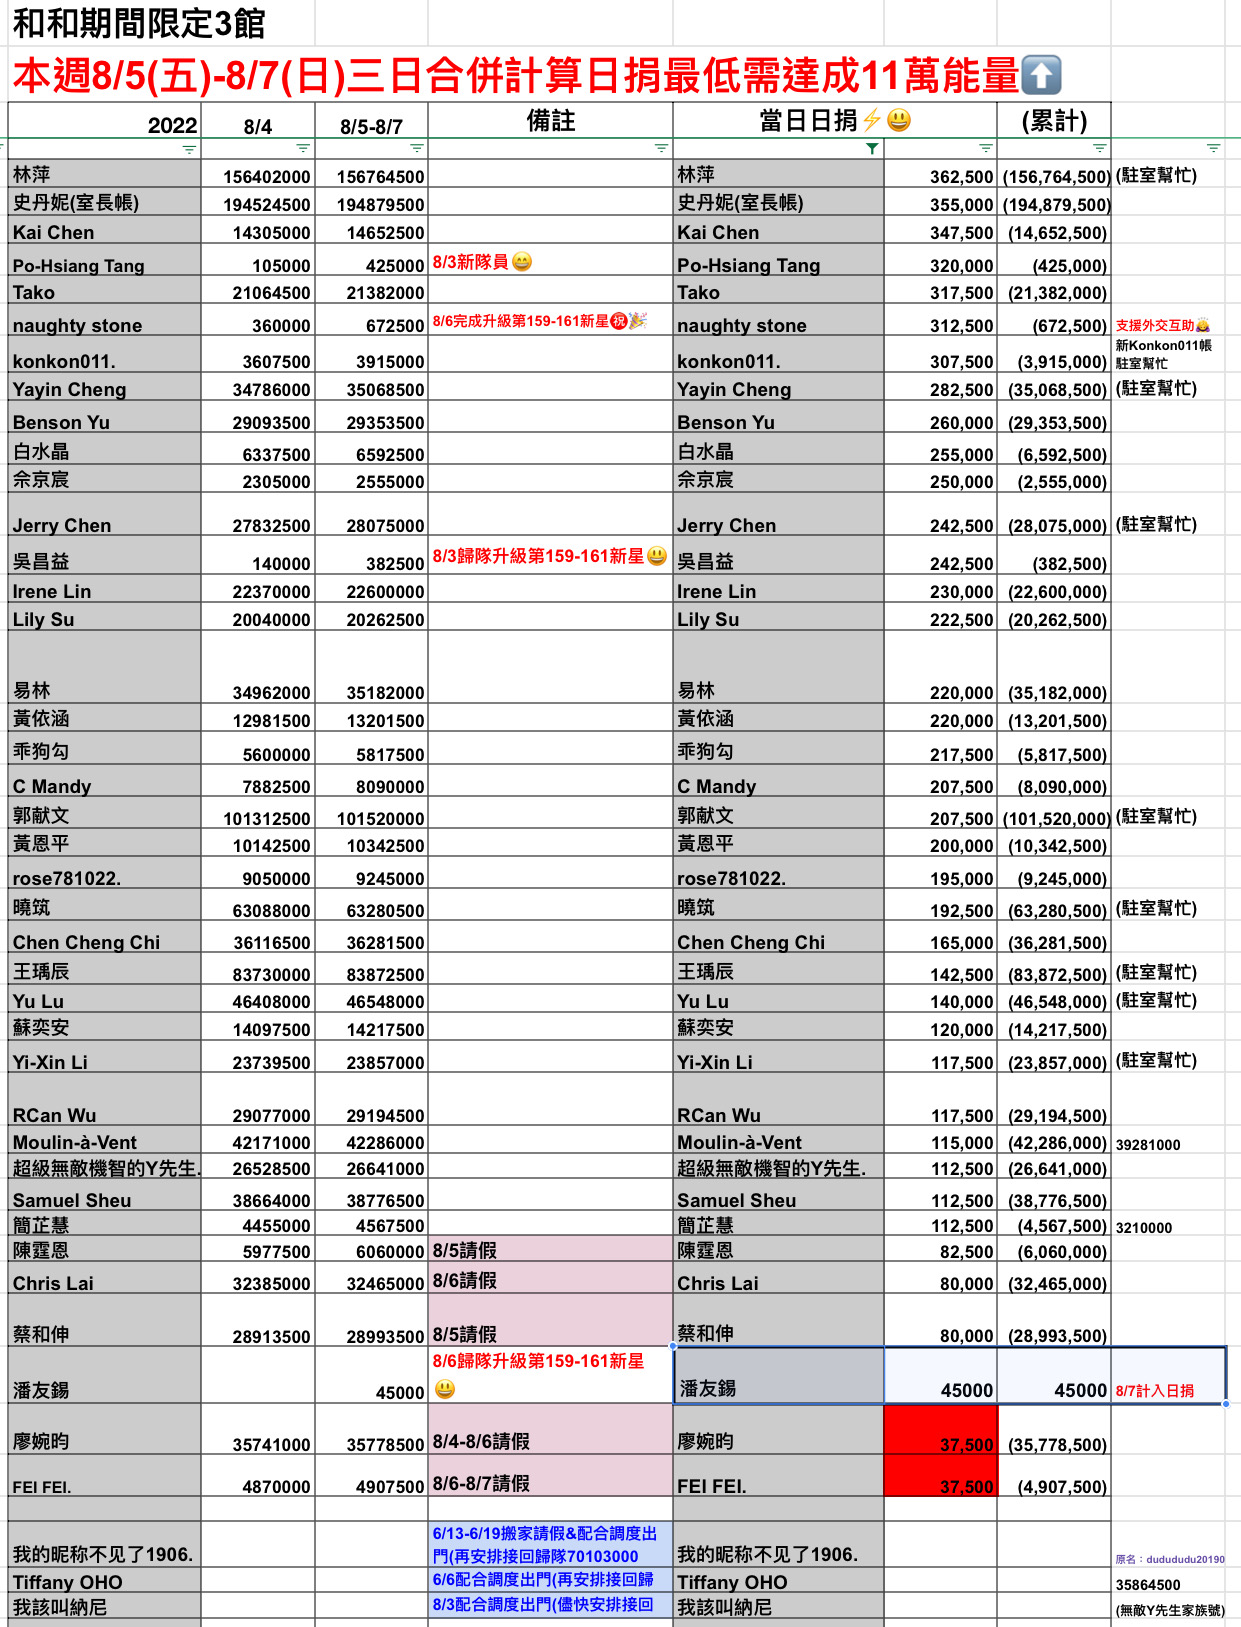 和和期間限定3館
本週8/5(五)-8/7(日)三日合併計算日捐最低需達成11萬能量⬆️
2022 8/4 8/5-8/7 備註 當日日捐⚡😃 (累計)
林萍 156402000 156764500 林萍 362,500 (156,764,500) (駐室幫忙)
史丹妮(室長帳) 194524500 194879500 史丹妮(室長帳) 355,000 (194,879,500)
Kai Chen 14305000 14652500 Kai Chen 347,500 (14,652,500)
Po-Hsiang Tang 105000 425000 8/3新隊員😄 Po-Hsiang Tang 320,000 (425,000)
Tako 21064500 21382000 Tako 317,500 (21,382,000)
naughty stone 360000 672500 8/6完成升級第159-161新星㊗️🎉 naughty stone 312,500 (672,500) 支援外交互助🙇
konkon011. 3607500 3915000 konkon011. 307,500 (3,915,000) 新Konkon011帳
駐室幫忙
Yayin Cheng 34786000 35068500 Yayin Cheng 282,500 (35,068,500) (駐室幫忙)
Benson Yu 29093500 29353500 Benson Yu 260,000 (29,353,500)
白水晶 6337500 6592500 白水晶 255,000 (6,592,500)
余京宸 2305000 2555000 余京宸 250,000 (2,555,000)
Jerry Chen 27832500 28075000 Jerry Chen 242,500 (28,075,000) (駐室幫忙)
吳昌益 140000 382500 8/3歸隊升級第159-161新星😃 吳昌益 242,500 (382,500)
Irene Lin 22370000 22600000 Irene Lin 230,000 (22,600,000)
Lily Su 20040000 20262500 Lily Su 222,500 (20,262,500)
易林 34962000 35182000 易林 220,000 (35,182,000)
黃依涵 12981500 13201500 黃依涵 220,000 (13,201,500)
乖狗勾 5600000 5817500 乖狗勾 217,500 (5,817,500)
C Mandy 7882500 8090000 C Mandy 207,500 (8,090,000)
郭献文 101312500 101520000 郭献文 207,500 (101,520,000) (駐室幫忙)
黃恩平 10142500 10342500 黃恩平 200,000 (10,342,500)
rose781022. 9050000 9245000 rose781022. 195,000 (9,245,000)
曉筑 63088000 63280500 曉筑 192,500 (63,280,500) (駐室幫忙)
Chen Cheng Chi 36116500 36281500 Chen Cheng Chi 165,000 (36,281,500)
王瑀辰 83730000 83872500 王瑀辰 142,500 (83,872,500) (駐室幫忙)
Yu Lu 46408000 46548000 Yu Lu 140,000 (46,548,000) (駐室幫忙)
蘇奕安 14097500 14217500 蘇奕安 120,000 (14,217,500)
Yi-Xin Li 23739500 23857000 Yi-Xin Li 117,500 (23,857,000) (駐室幫忙)
RCan Wu 29077000 29194500 RCan Wu 117,500 (29,194,500)
Moulin-à-Vent 42171000 42286000 Moulin-à-Vent 115,000 (42,286,000) 39281000
超級無敵機智的Y先生. 26528500 26641000 超級無敵機智的Y先生. 112,500 (26,641,000)
Samuel Sheu 38664000 38776500 Samuel Sheu 112,500 (38,776,500)
簡芷慧 4455000 4567500 簡芷慧 112,500 (4,567,500) 3210000
陳霆恩 5977500 6060000 8/5請假 陳霆恩 82,500 (6,060,000)
Chris Lai 32385000 32465000 8/6請假 Chris Lai 80,000 (32,465,000)
蔡和伸 28913500 28993500 8/5請假 蔡和伸 80,000 (28,993,500)
潘友錫 45000 8/6歸隊升級第159-161新星😃 潘友錫 45000 45000 8/7計入日捐
廖婉昀 35741000 35778500 8/4-8/6請假 廖婉昀 37,500 (35,778,500)
FEI FEI. 4870000 4907500 8/6-8/7請假 FEI FEI. 37,500 (4,907,500)
6/13-6/19搬家請假&配合調度出
我的昵称不见了1906. 門(再安排接回歸隊70103000 我的昵称不见了1906. 原名：dudududu20190
Tiffany OHO 6/6配合調度出門(再安排接回歸 Tiffany OHO 35864500
我該叫納尼 8/3配合調度出門(儘快安排接回 我該叫納尼 (無敵Y先生家族號)